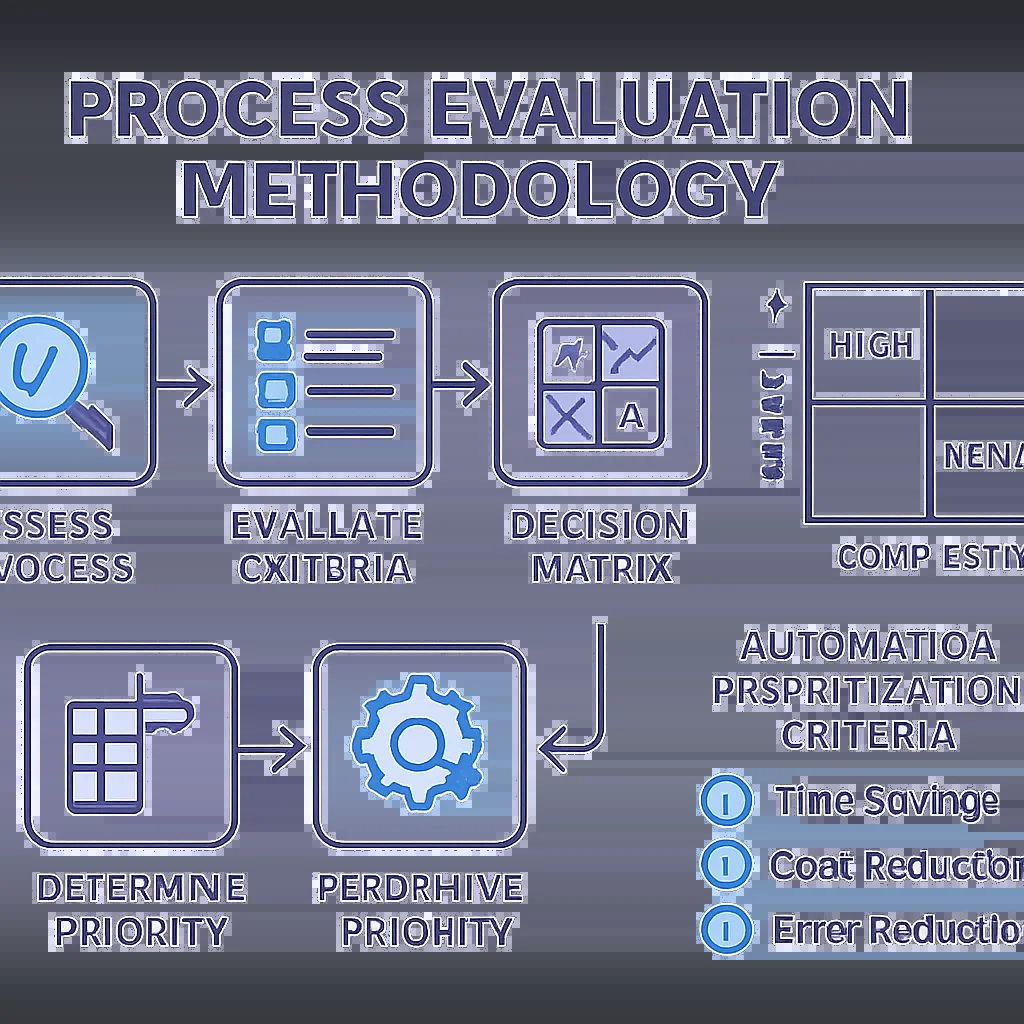 PROCESS EVALUATION
METHODOLOGY
HIGH
NENA
SSESS
VOCESS
EVALLATE
CXITBRIA
DECISION
MATRIX
COMP ESTIY
AUTOMATIOA
PRSPRITIZATION
CRITERIA
Time Savinge
Coat Reduction
Errer Reductio
A
DETERMNE
PRIORITY
PERDRHIVE
PRIOHITY